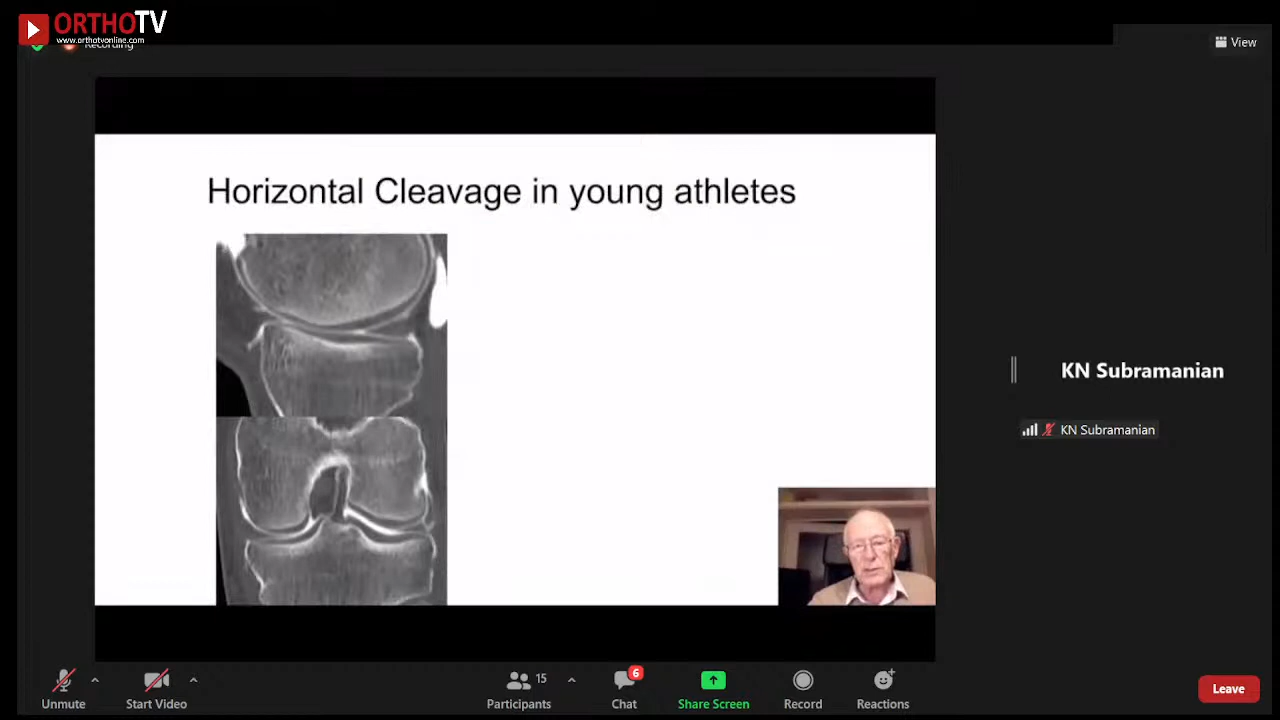 ORTHOTV
www.orthotvonline.com
Recording
View
Horizontal Cleavage in young athletes
KN Subramanian
KN Subramanian
Unmute
Start Video
15
Participants
6
Chat
Share Screen
Record
Reactions
Leave